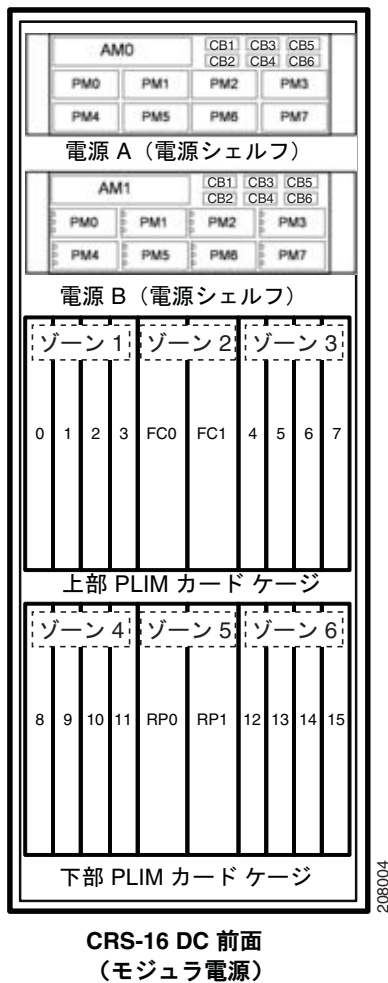 AM0 CB1 CB3 CB5
CB2 CB4 CB6
PM0 PM1 PM2 PM3
PM4 PM5 PM6 PM7
電源 A（電源シェルフ）
AM1 CB1 CB3 CB5
CB2 CB4 CB6
PM0 PM1 PM2 PM3
PM4 PM5 PM6 PM7
電源 B（電源シェルフ）
ゾーン 1 ゾーン 2 ゾーン 3
0 1 2 3 FC0 FC1 4 5 6 7
上部 PLIM カード ケージ
ゾーン 4 ゾーン 5 ゾーン 6
8 9 10 11 RP0 RP1 12 13 14 15
下部 PLIM カード ケージ
208004
CRS-16 DC 前面
（モジュラ電源）